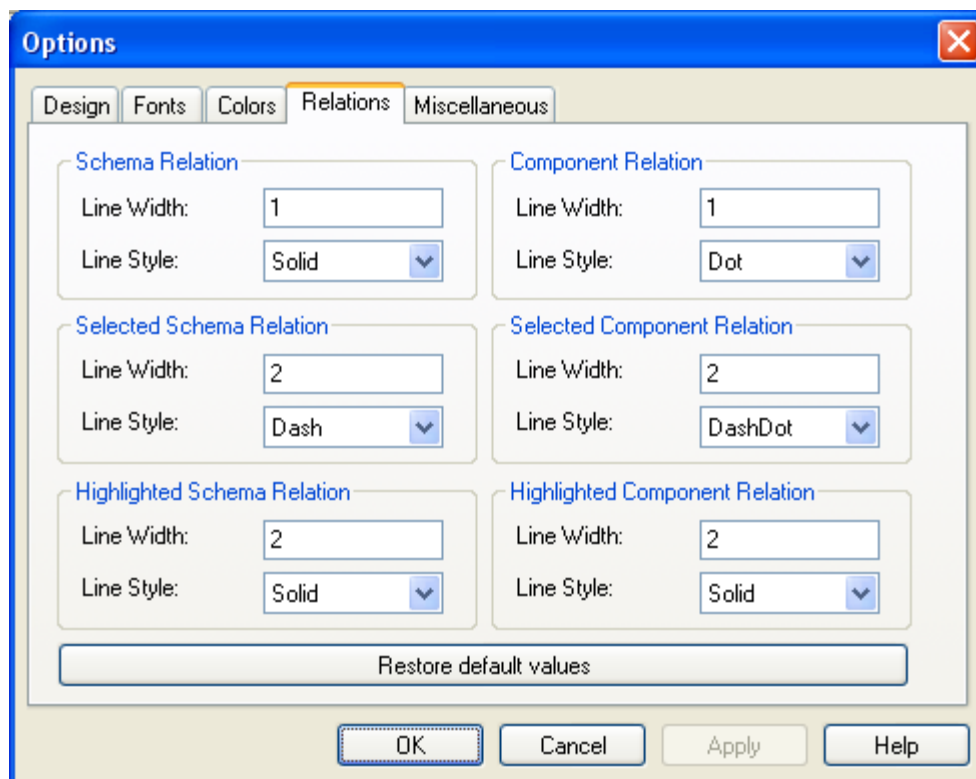 Options
Design Fonts Colors Relations Miscellaneous
Schema Relation
Line Width: 1
Line Style: Solid
Component Relation
Line Width: 1
Line Style: Dot
Selected Schema Relation
Line Width: 2
Line Style: Dash
Selected Component Relation
Line Width: 2
Line Style: DashDot
Highlighted Schema Relation
Line Width: 2
Line Style: Solid
Highlighted Component Relation
Line Width: 2
Line Style: Solid
Restore default values
OK Cancel Apply Help